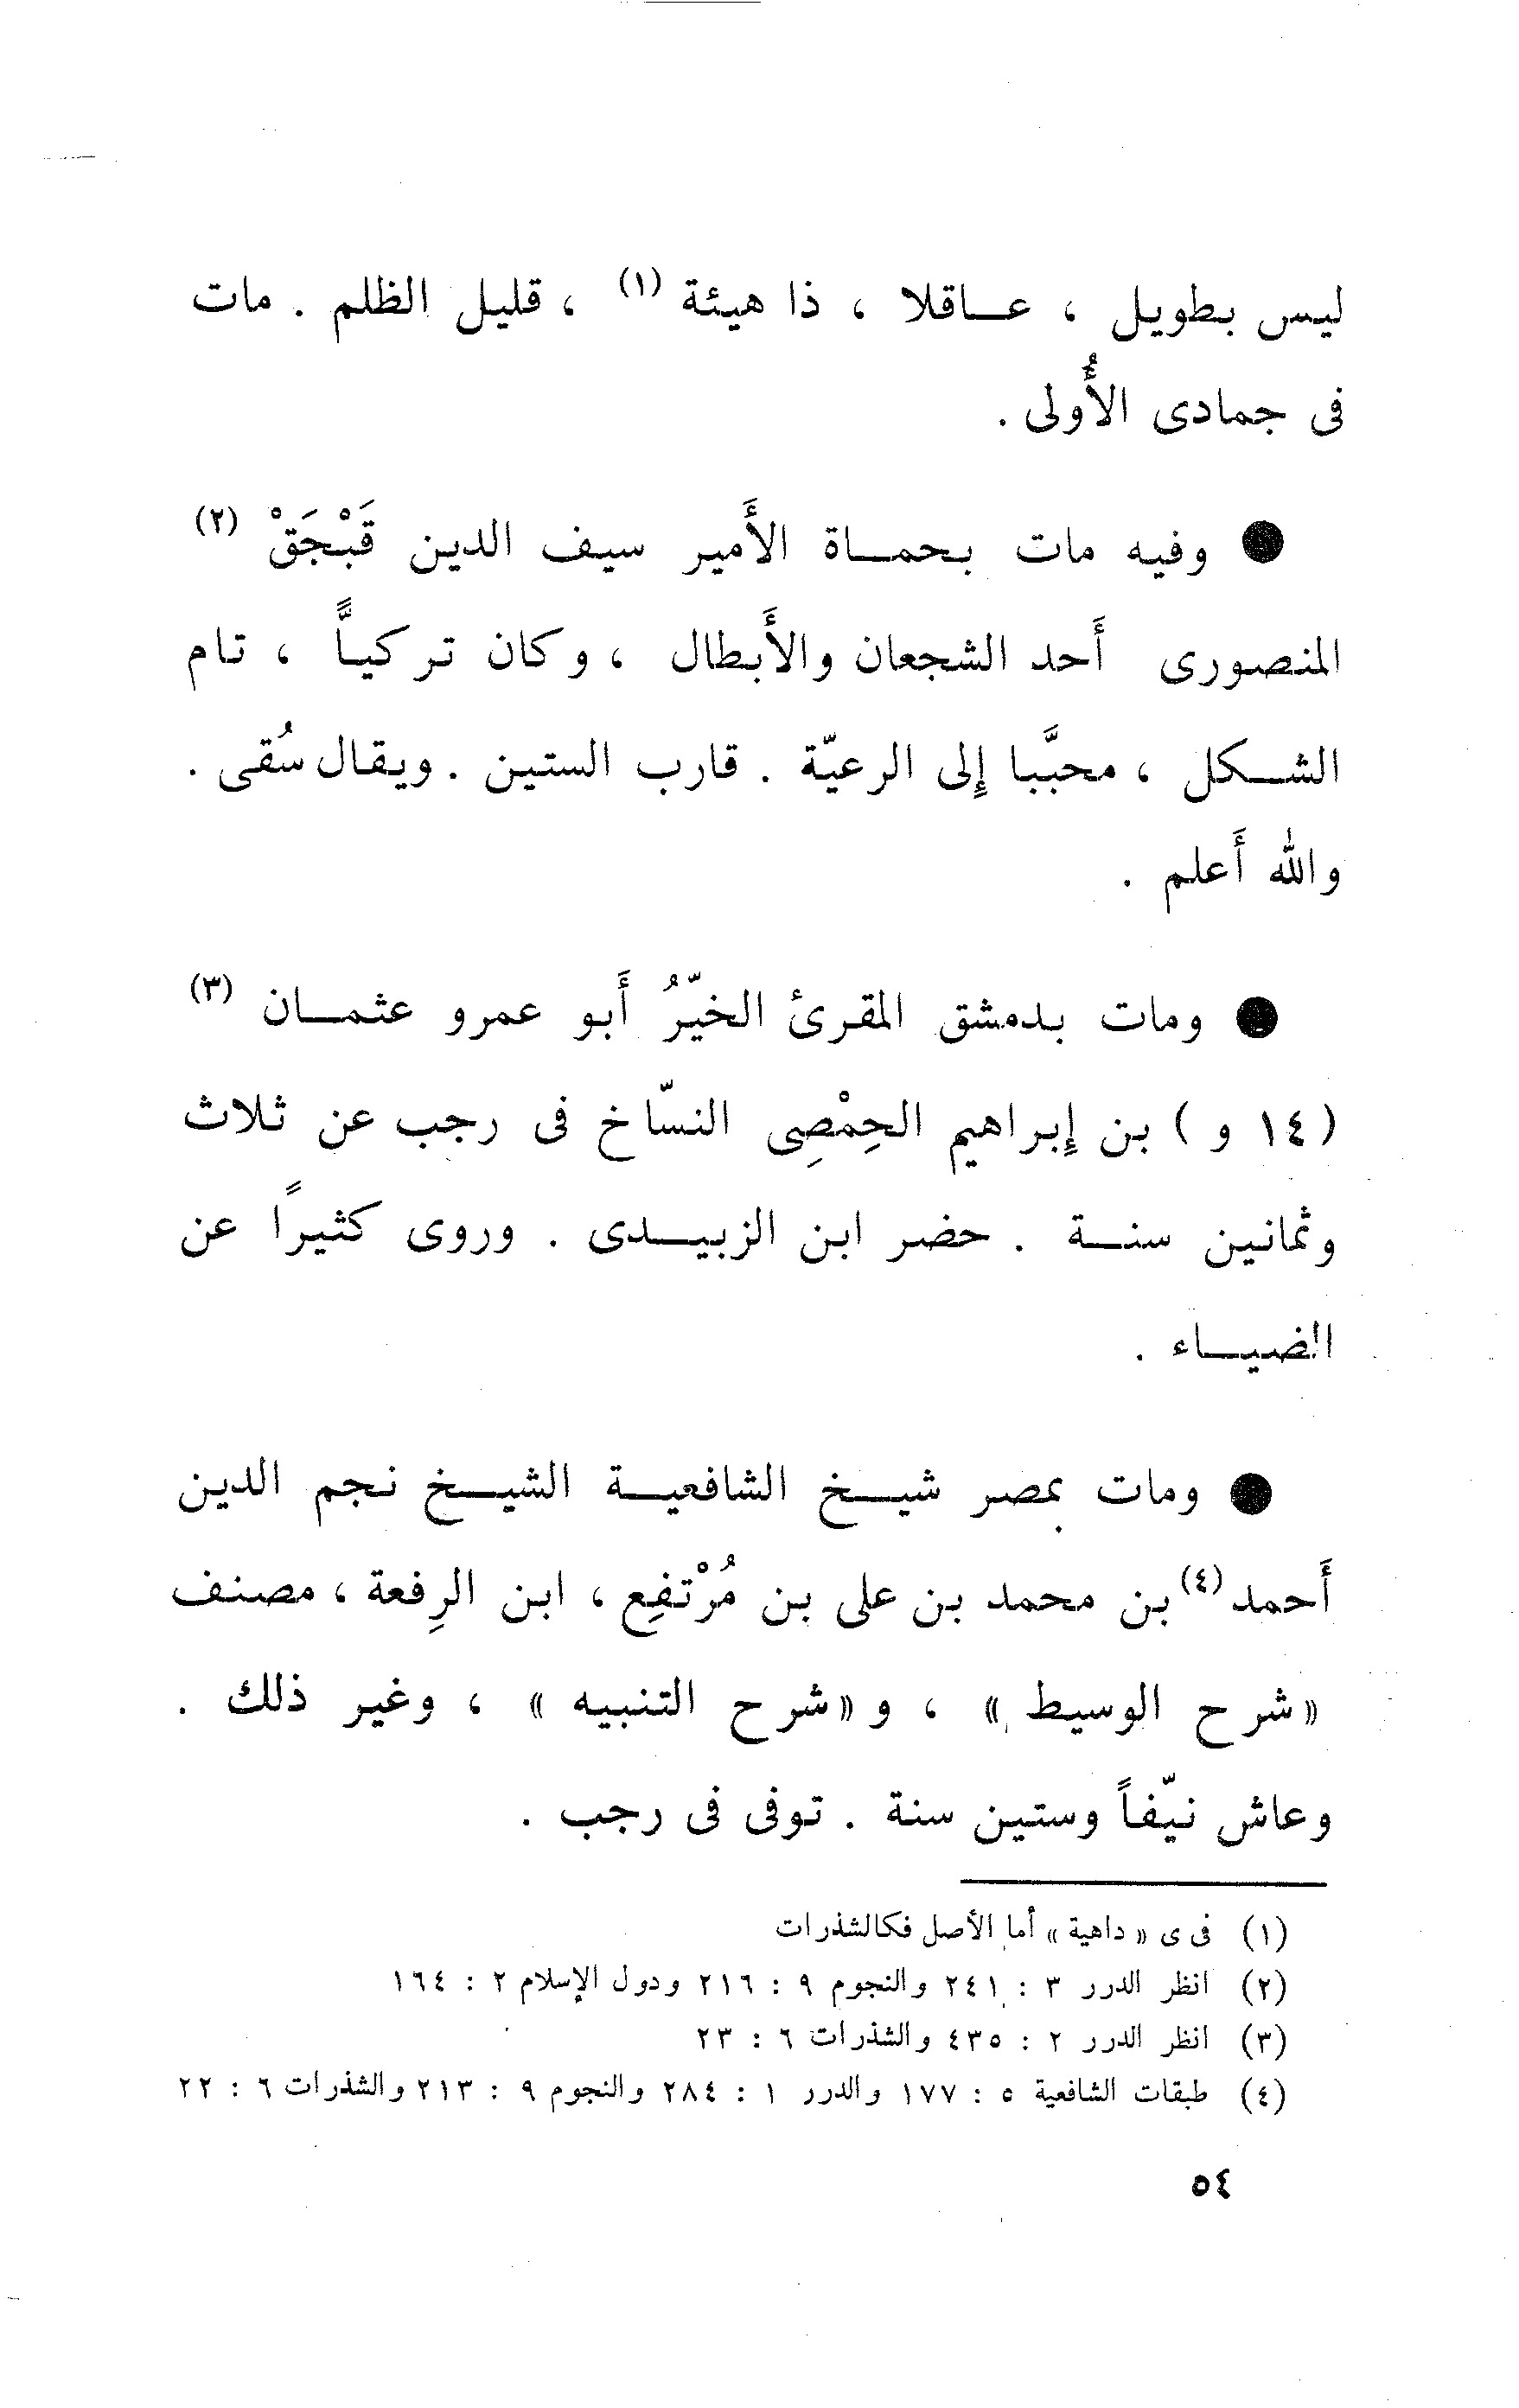 ليس بطويل ، عاقلا ، ذا هيئة (١) ، قليل الظلم . مات
فى جمادى الأُولى .
● وفيه مات بحماة الأَمير سيف الدين قَبْجَقْ (٢)
المنصورى أَحد الشجعان والأَبطال ، وكان تركيًّا ، تام
الشكل ، محبَّبا إِلى الرعيّة . قارب الستين . ويقال سُقى .
والله أَعلم .
● ومات بدمشق المقرئ الخيّرُ أَبو عمرو عثمان (٣)
(١٤ و) بن إِبراهيم الحِمْصِى النسّاخ فى رجب عن ثلاث
وثمانين سنة . حضر ابن الزبيدى . وروى كثيرًا عن
الضياء .
● ومات بمصر شيخ الشافعية الشيخ نجم الدين
أَحمد (٤) بن محمد بن على بن مُرْتفِع ، ابن الرِفعة ، مصنف
«شرح الوسيط» ، و«شرح التنبيه» ، وغير ذلك .
وعاش نيّفاً وستين سنة . توفى فى رجب .
(١) فى ى «داهية» أما الأصل فكالشذرات
(٢) انظر الدرر ٣ : ٢٤١ والنجوم ٩ : ٢١٦ ودول الإسلام ٢ : ١٦٤
(٣) انظر الدرر ٢ : ٤٣٥ والشذرات ٦ : ٢٣
(٤) طبقات الشافعية ٥ : ١٧٧ والدرر ١ : ٢٨٤ والنجوم ٩ : ٢١٣ والشذرات ٦ : ٢٢
٥٤